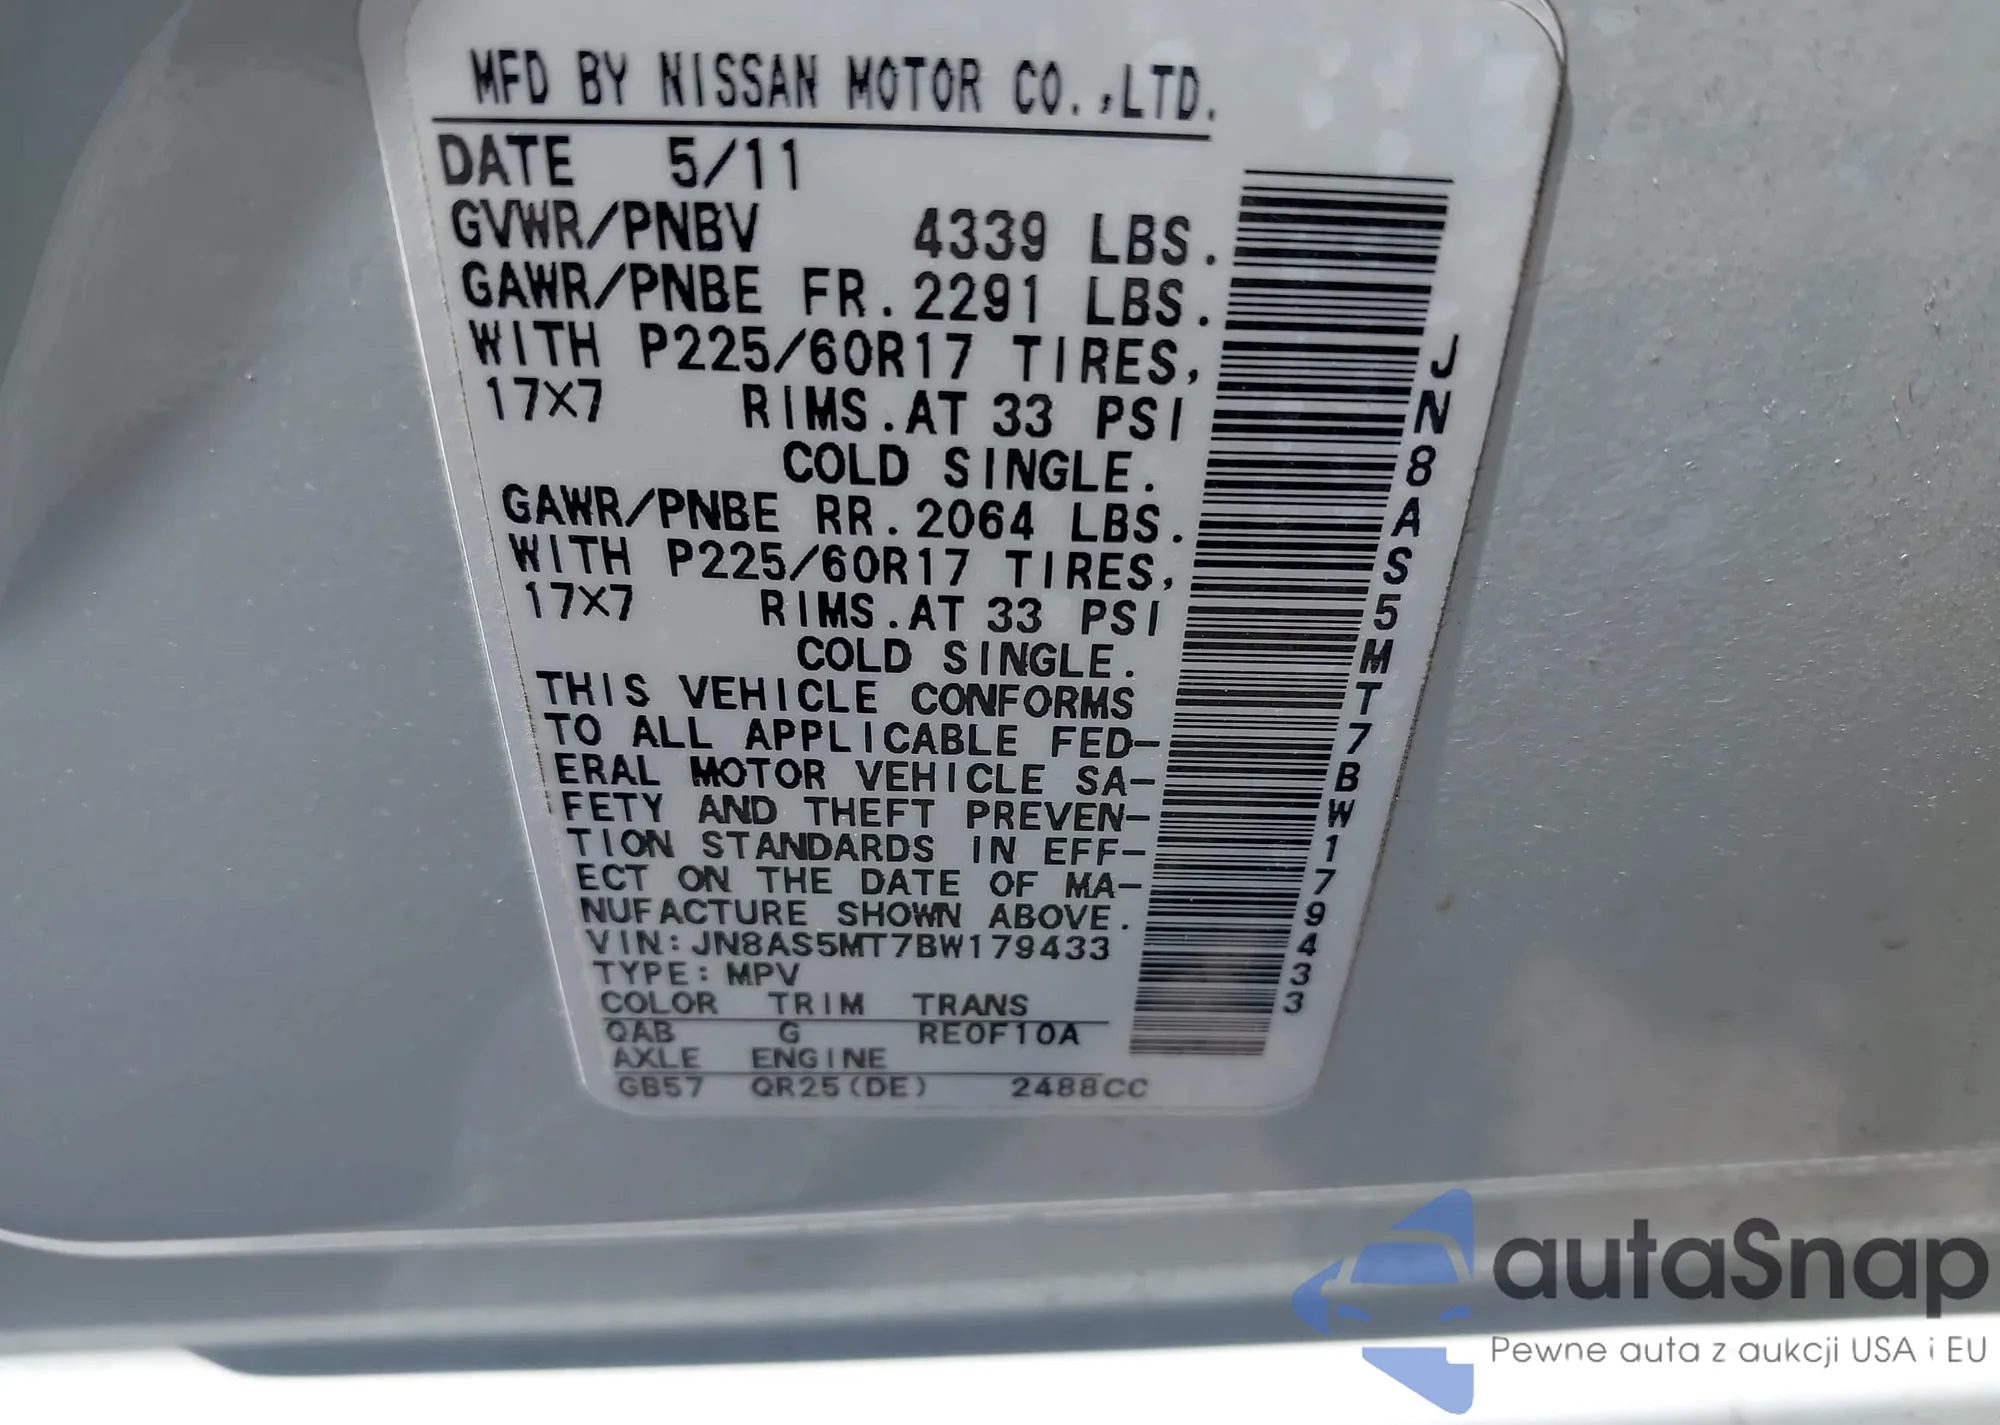 MFD BY NISSAN MOTOR CO.,LTD.
DATE 5/11
GVWR/PNBV 4339 LBS.
GAWR/PNBE FR.2291 LBS.
WITH P225/60R17 TIRES,
17X7 RIMS.AT 33 PSI
COLD SINGLE.
GAWR/PNBE RR.2064 LBS.
WITH P225/60R17 TIRES,
17X7 RIMS.AT 33 PSI
COLD SINGLE.
THIS VEHICLE CONFORMS
TO ALL APPLICABLE FED-
ERAL MOTOR VEHICLE SA-
FETY AND THEFT PREVEN-
TION STANDARDS IN EFF-
ECT ON THE DATE OF MA-
NUFACTURE SHOWN ABOVE.
VIN:JN8AS5MT7BW179433
TYPE:MPV
COLOR TRIM TRANS
QAB G RE0F10A
AXLE ENGINE
GB57 QR25(DE) 2488CC
JN8AS5MT7BW179433
autaSnap
Pewne auta z aukcji USA i EU